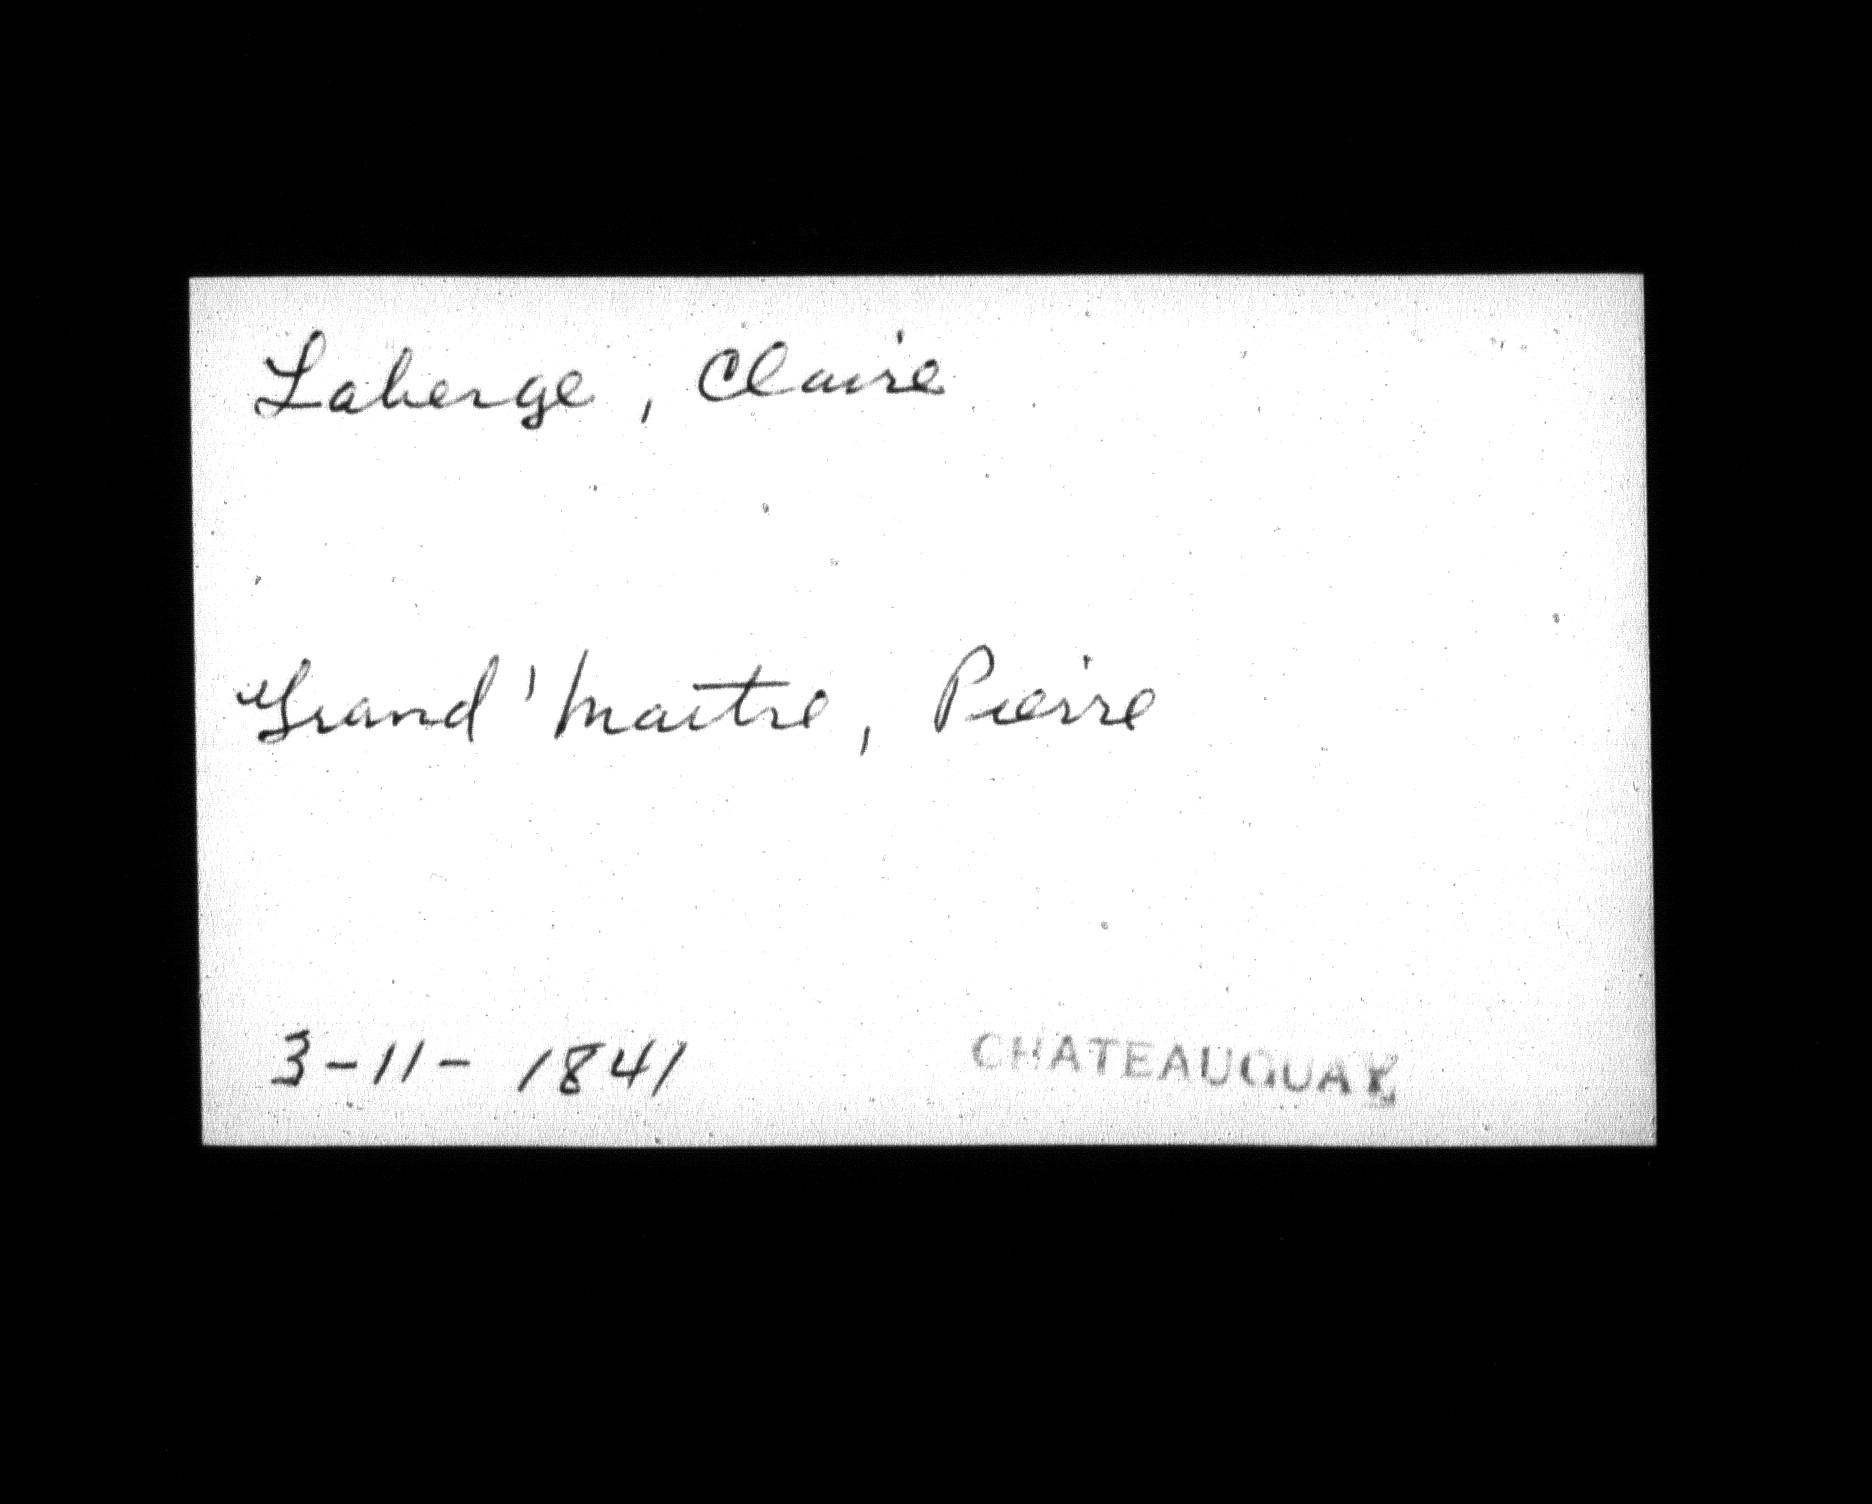 Laberge, Claire
Grand'Maitre, Pierre
3-11-1841
CHATEAUGUAY